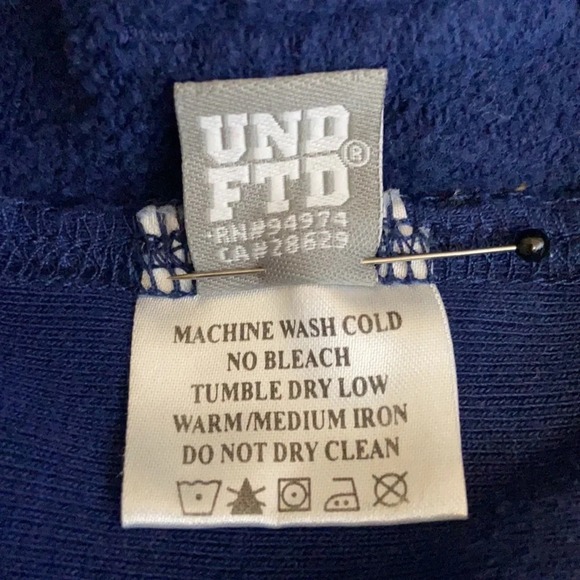 UND
FTD®
RN#94974
CA#28629
MACHINE WASH COLD
NO BLEACH
TUMBLE DRY LOW
WARM/MEDIUM IRON
DO NOT DRY CLEAN